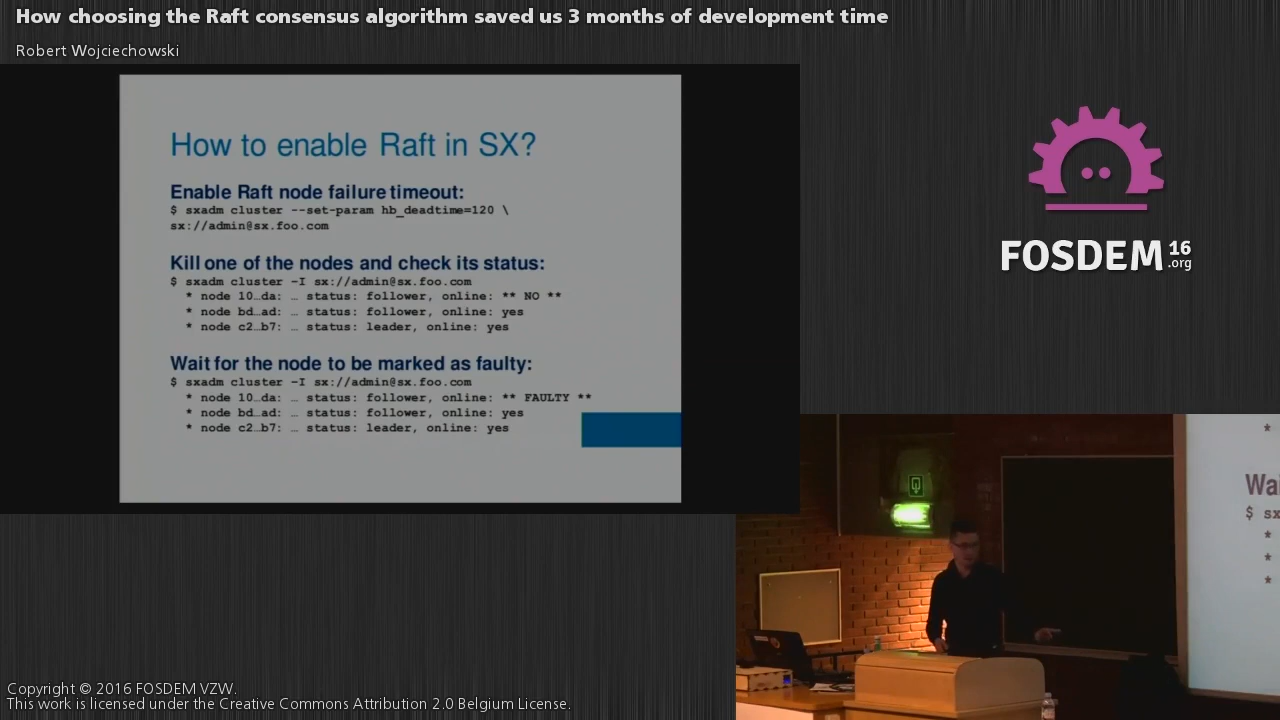 How choosing the Raft consensus algorithm saved us 3 months of development time
Robert Wojciechowski
How to enable Raft in SX?
Enable Raft node failure timeout:
$ sxadm cluster --set-param hb_deadtime=120 \
sx://admin@sx.foo.com
Kill one of the nodes and check its status:
$ sxadm cluster –I sx://admin@sx.foo.com
* node 10…da: … status: follower, online: ** NO **
* node bd…ad: … status: follower, online: yes
* node c2…b7: … status: leader, online: yes
Wait for the node to be marked as faulty:
$ sxadm cluster –I sx://admin@sx.foo.com
* node 10…da: … status: follower, online: ** FAULTY **
* node bd…ad: … status: follower, online: yes
* node c2…b7: … status: leader, online: yes
FOSDEM 16
.org
*
Wai
$ sx
*
*
*
Copyright © 2016 FOSDEM VZW.
This work is licensed under the Creative Commons Attribution 2.0 Belgium License.